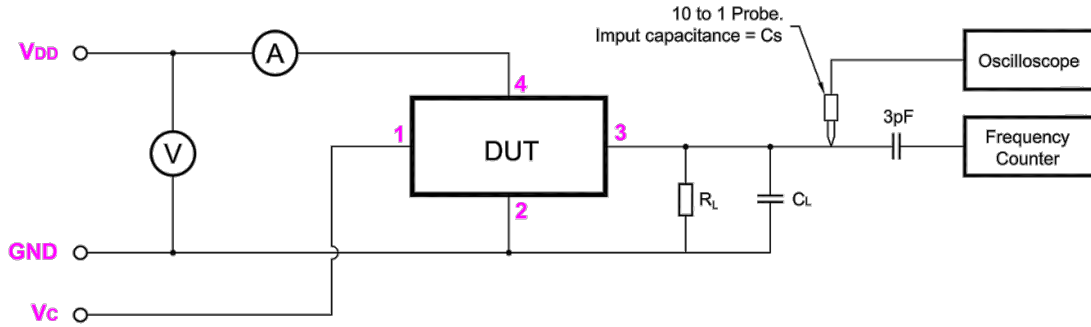 10 to 1 Probe.
Imput capacitance = Cs
VDD
A
4
Oscilloscope
1
DUT
3
3pF
Frequency
Counter
V
2
RL
CL
GND
Vc